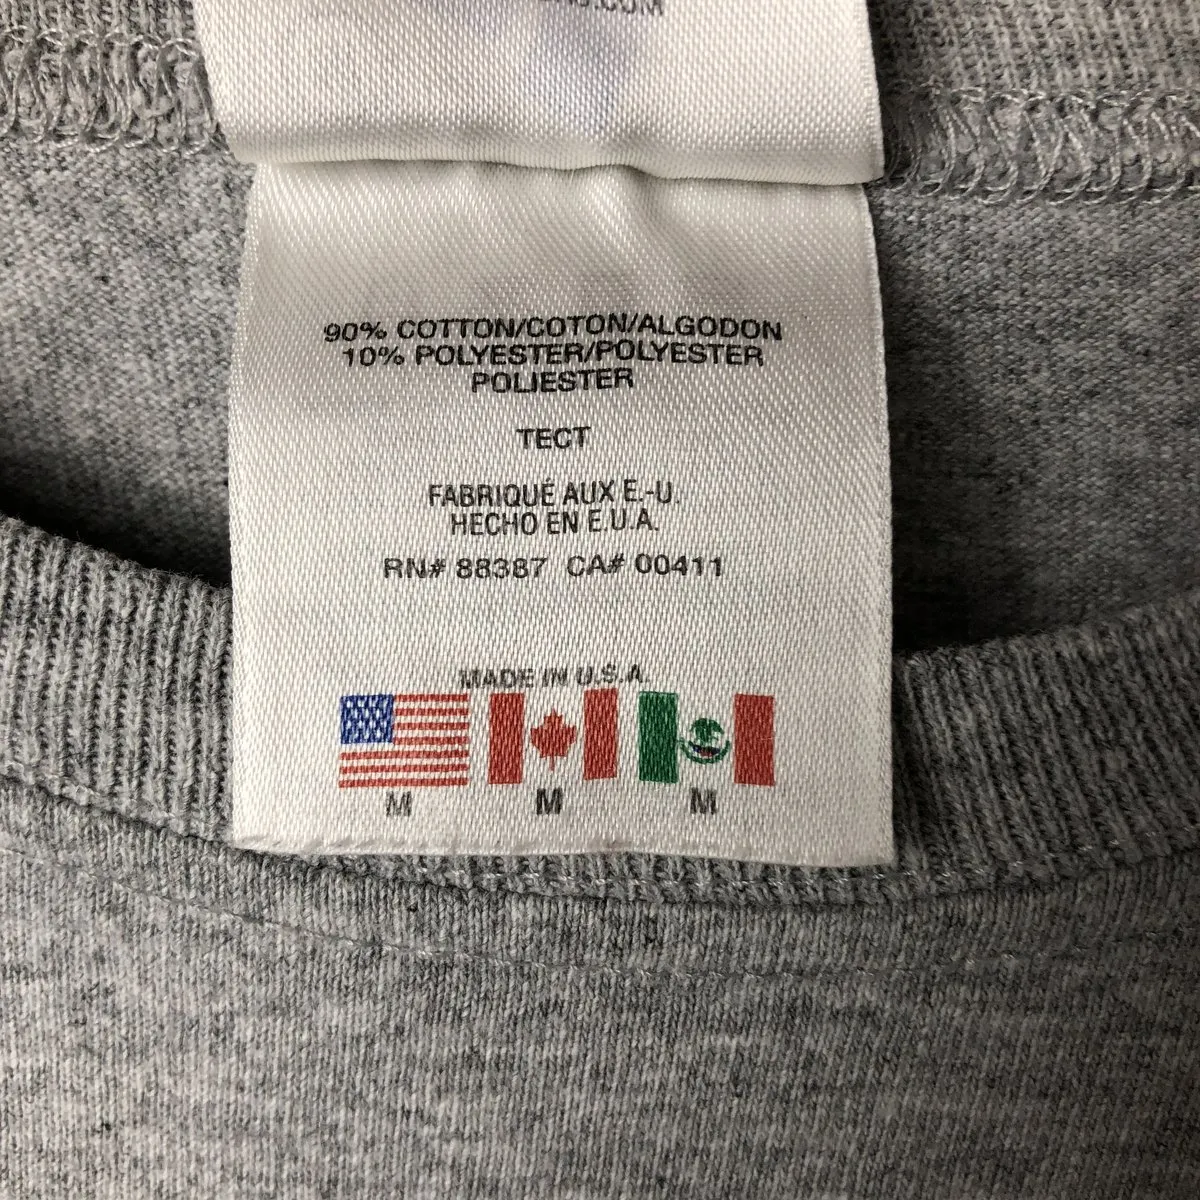 90% COTTON/COTON/ALGODON
10% POLYESTER/POLYESTER
POLIESTER
TECT
FABRIQUÉ AUX E.-U.
HECHO EN E.U.A.
RN# 88387 CA# 00411
MADE IN U.S.A.
M M M